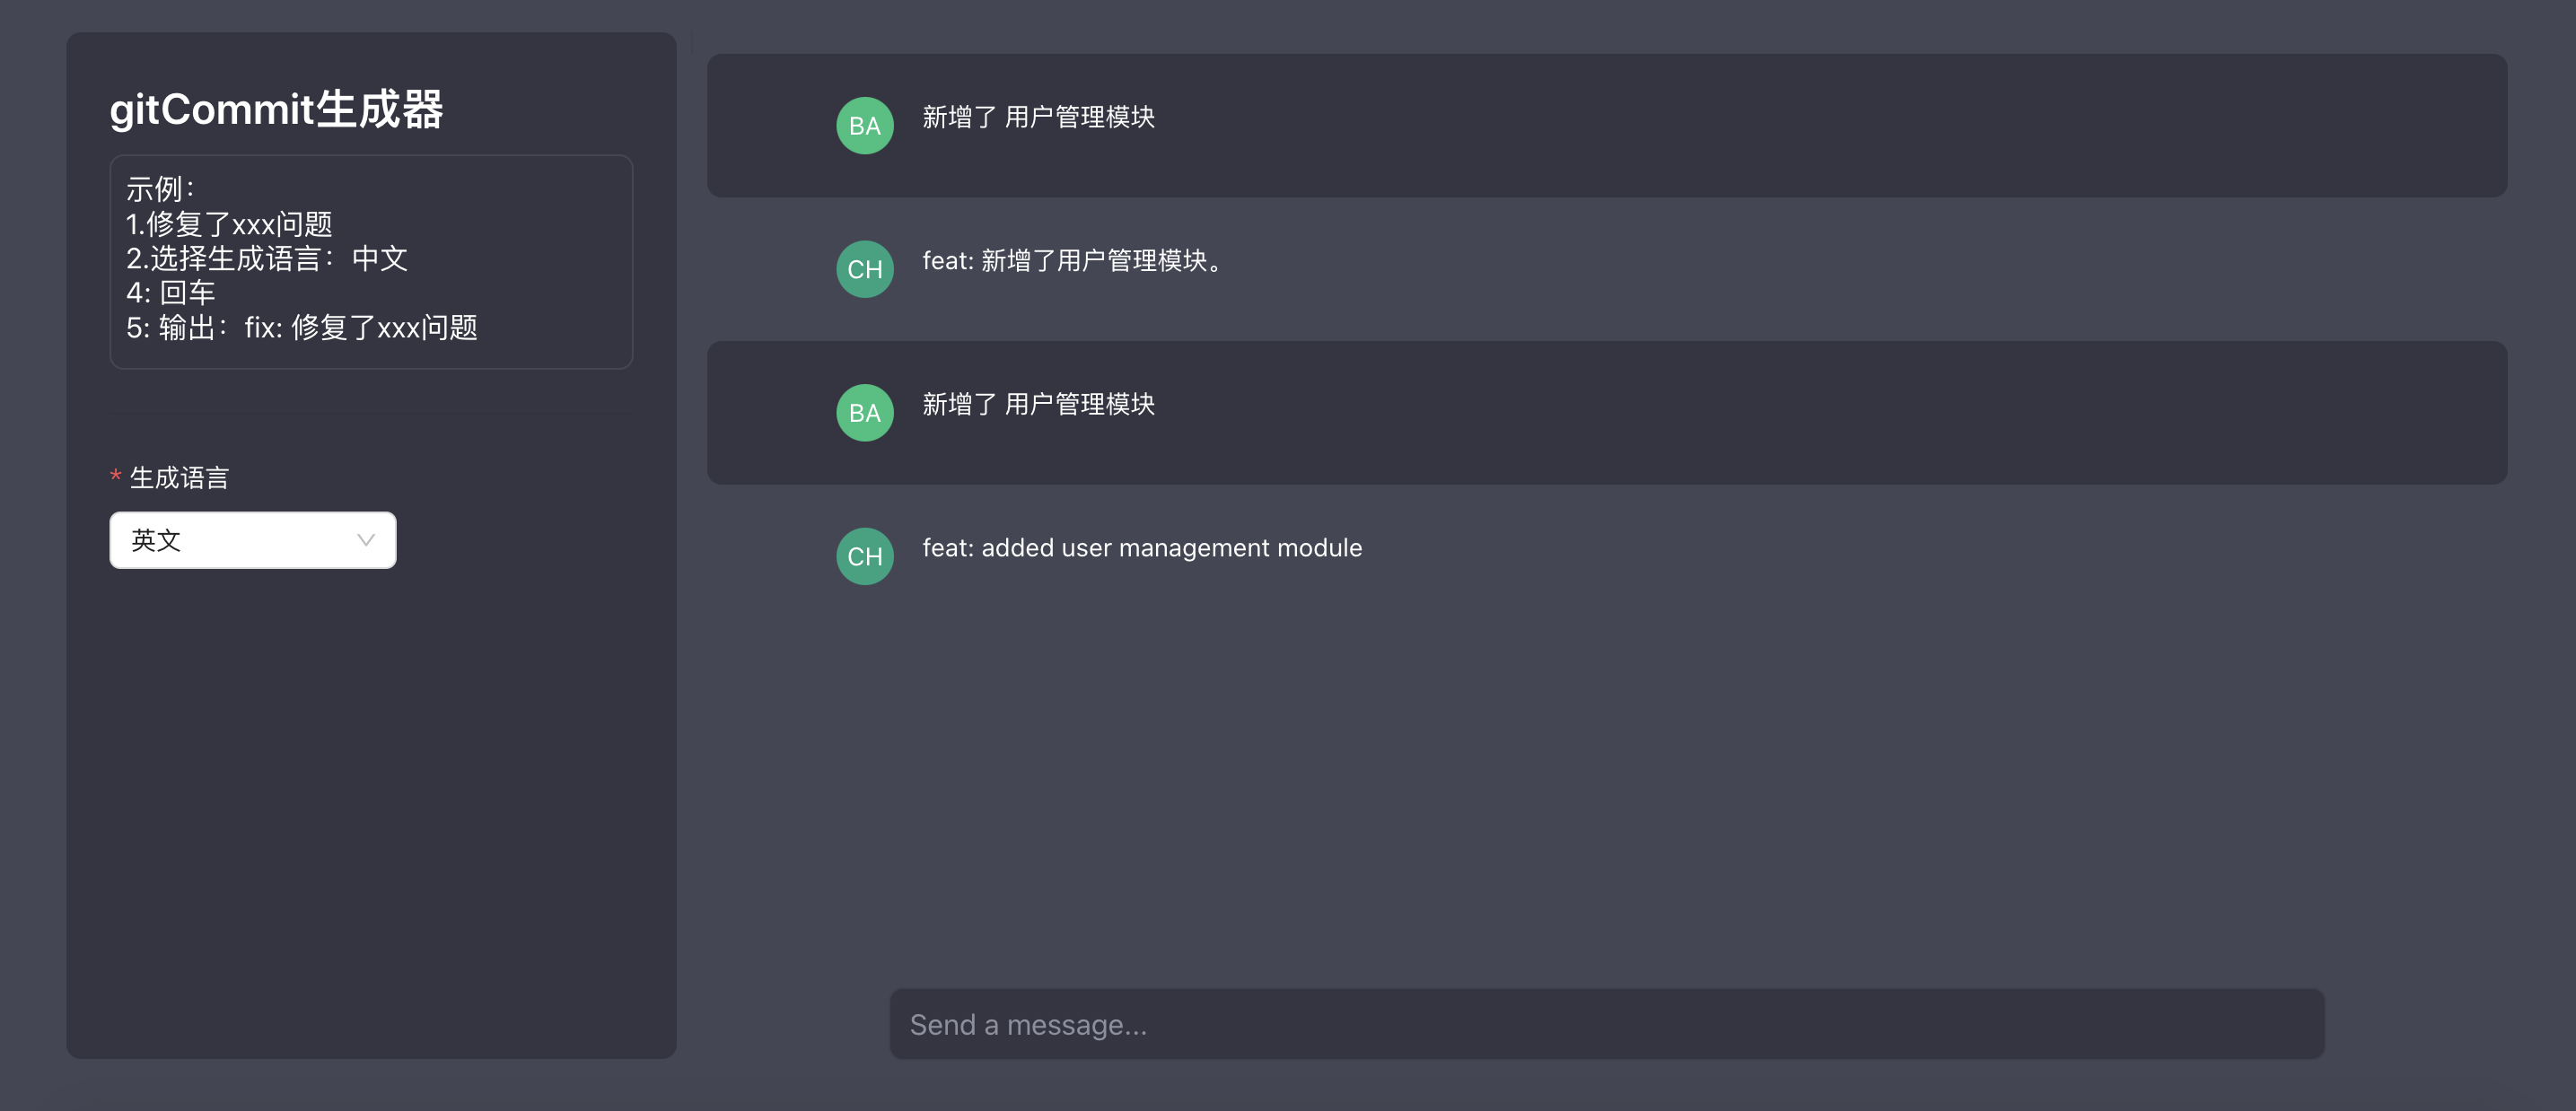 gitCommit生成器
示例：
1.修复了xxx问题
2.选择生成语言：中文
4: 回车
5: 输出：fix: 修复了xxx问题
* 生成语言
英文
BA
新增了 用户管理模块
CH
feat: 新增了用户管理模块。
BA
新增了 用户管理模块
CH
feat: added user management module
Send a message...